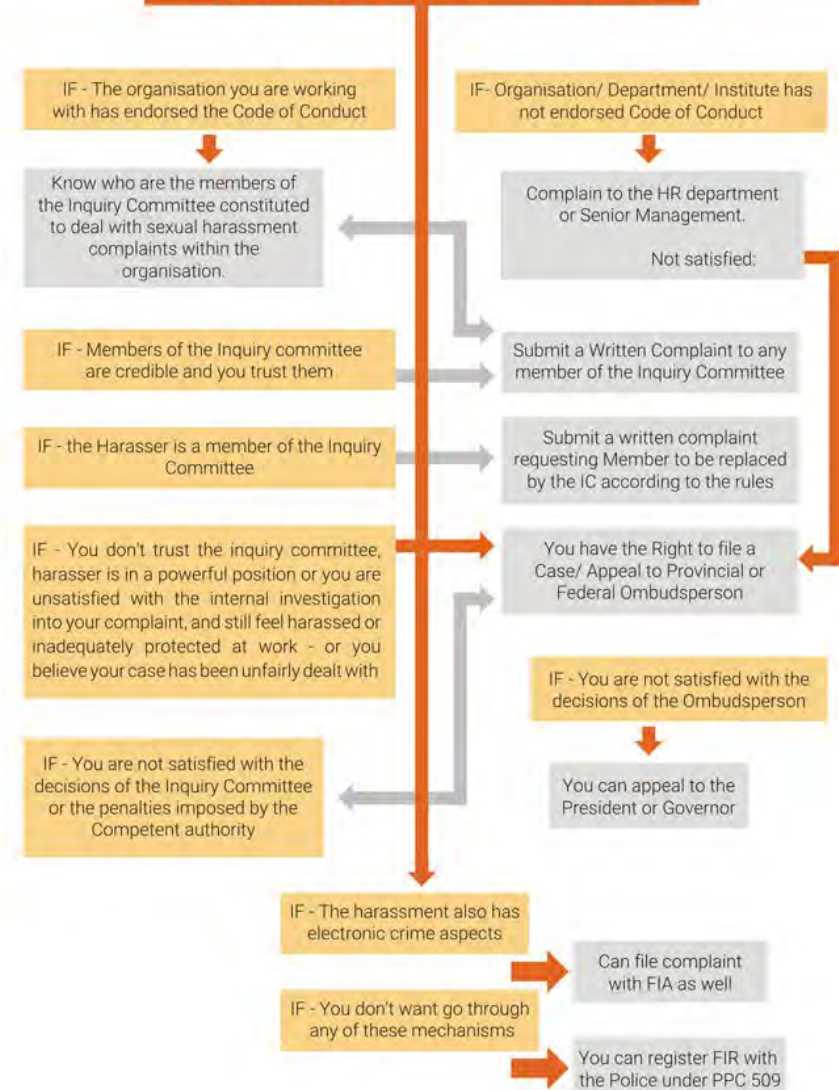 IF - The organisation you are working
with has endorsed the Code of Conduct
IF- Organisation/ Department/ Institute has
not endorsed Code of Conduct
Know who are the members of
the Inquiry Committee constituted
to deal with sexual harassment
complaints within the
organisation.
Complain to the HR department
or Senior Management.
Not satisfied:
IF - Members of the Inquiry committee
are credible and you trust them
Submit a Written Complaint to any
member of the Inquiry Committee
IF - the Harasser is a member of the Inquiry
Committee
Submit a written complaint
requesting Member to be replaced
by the IC according to the rules
IF - You don't trust the inquiry committee,
harasser is in a powerful position or you are
unsatisfied with the internal investigation
into your complaint, and still feel harassed or
inadequately protected at work - or you
believe your case has been unfairly dealt with
You have the Right to file a
Case/ Appeal to Provincial or
Federal Ombudsperson
IF - You are not satisfied with the
decisions of the Ombudsperson
IF - You are not satisfied with the
decisions of the Inquiry Committee
or the penalties imposed by the
Competent authority
You can appeal to the
President or Governor
IF - The harassment also has
electronic crime aspects
Can file complaint
with FIA as well
IF - You don't want go through
any of these mechanisms
You can register FIR with
the Police under PPC 509